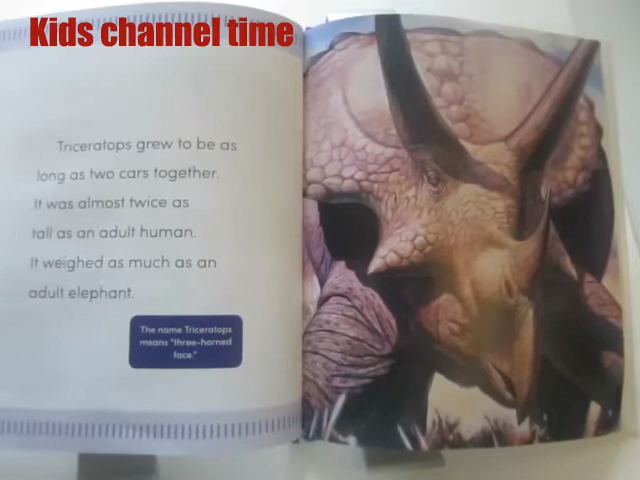 Kids channel time
Triceratops grew to be as
long as two cars together.
It was almost twice as
tall as an adult human.
It weighed as much as an
adult elephant.
The name Triceratops
means "three-horned
face."